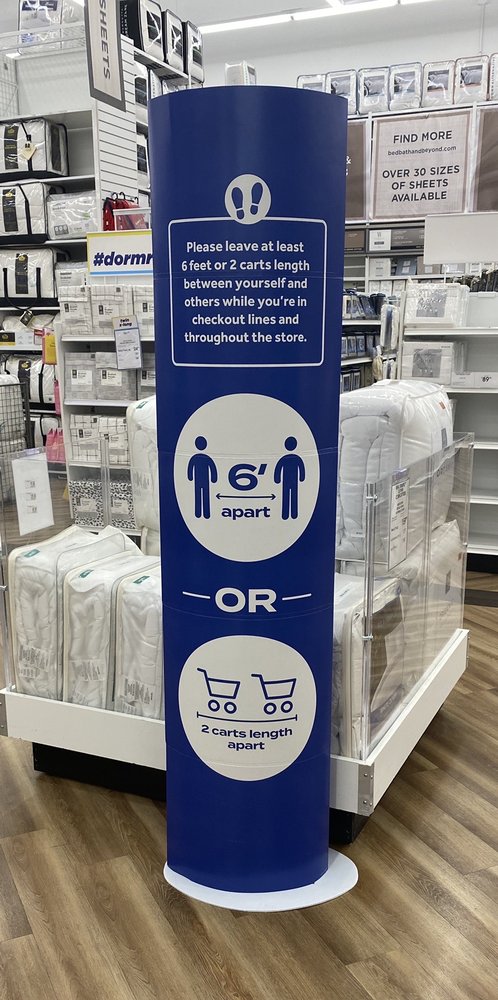 SHEETS
FIND MORE
bedbathandbeyond.com
OVER 30 SIZES
OF SHEETS
AVAILABLE
#dormr
Please leave at least
6 feet or 2 carts length
between yourself and
others while you're in
checkout lines and
throughout the store.
6'
apart
OR
2 carts length
apart